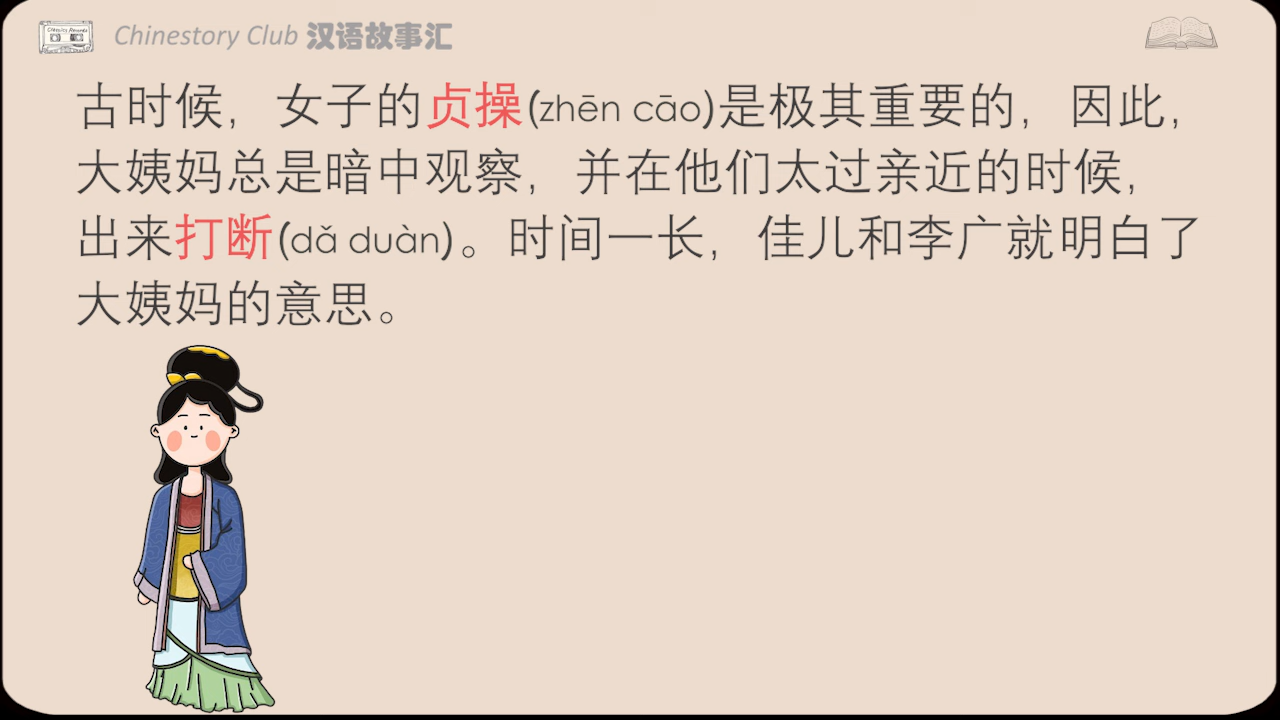 Chinestory Records
Chinestory Club 汉语故事汇
古时候，女子的贞操(zhēn cāo)是极其重要的，因此，
大姨妈总是暗中观察，并在他们太过亲近的时候，
出来打断(dǎ duàn)。时间一长，佳儿和李广就明白了
大姨妈的意思。